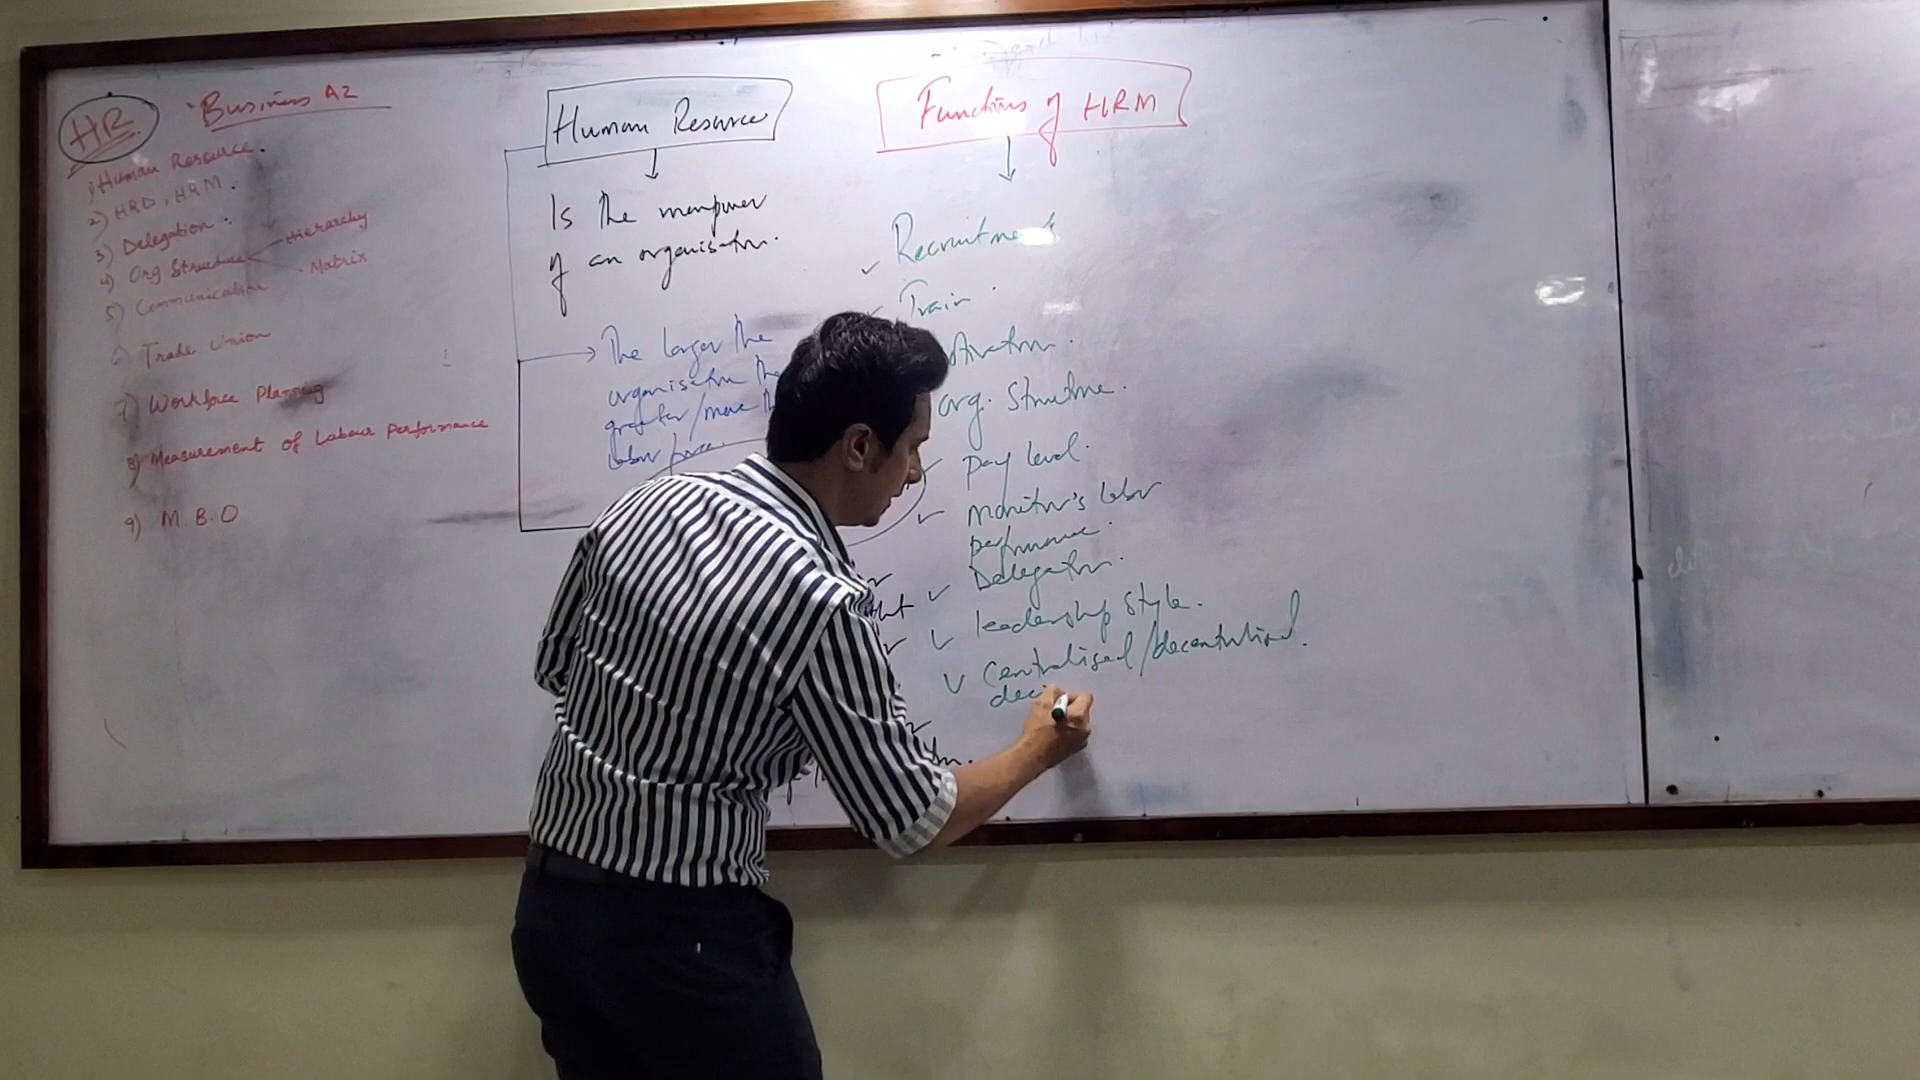 HR
Business A2
1) Human Resource.
2) HRD, HRM.
3) Delegation.
4) Org Structure
Hierarchy
Matrix
5) Communication
6) Trade Union
7) Workforce Planning
8) Measurement of Labour Performance
9) M.B.O
Human Resource
Is the manpower
of an organisation.
The larger the
organisation the
greater/more th
labor force.
Functions of HRM
Recruitment
Train.
otivation.
org. Structure.
pay level.
Monitor's labor
performance.
Delegation.
leadership style.
Centralised/decentralised.
deci